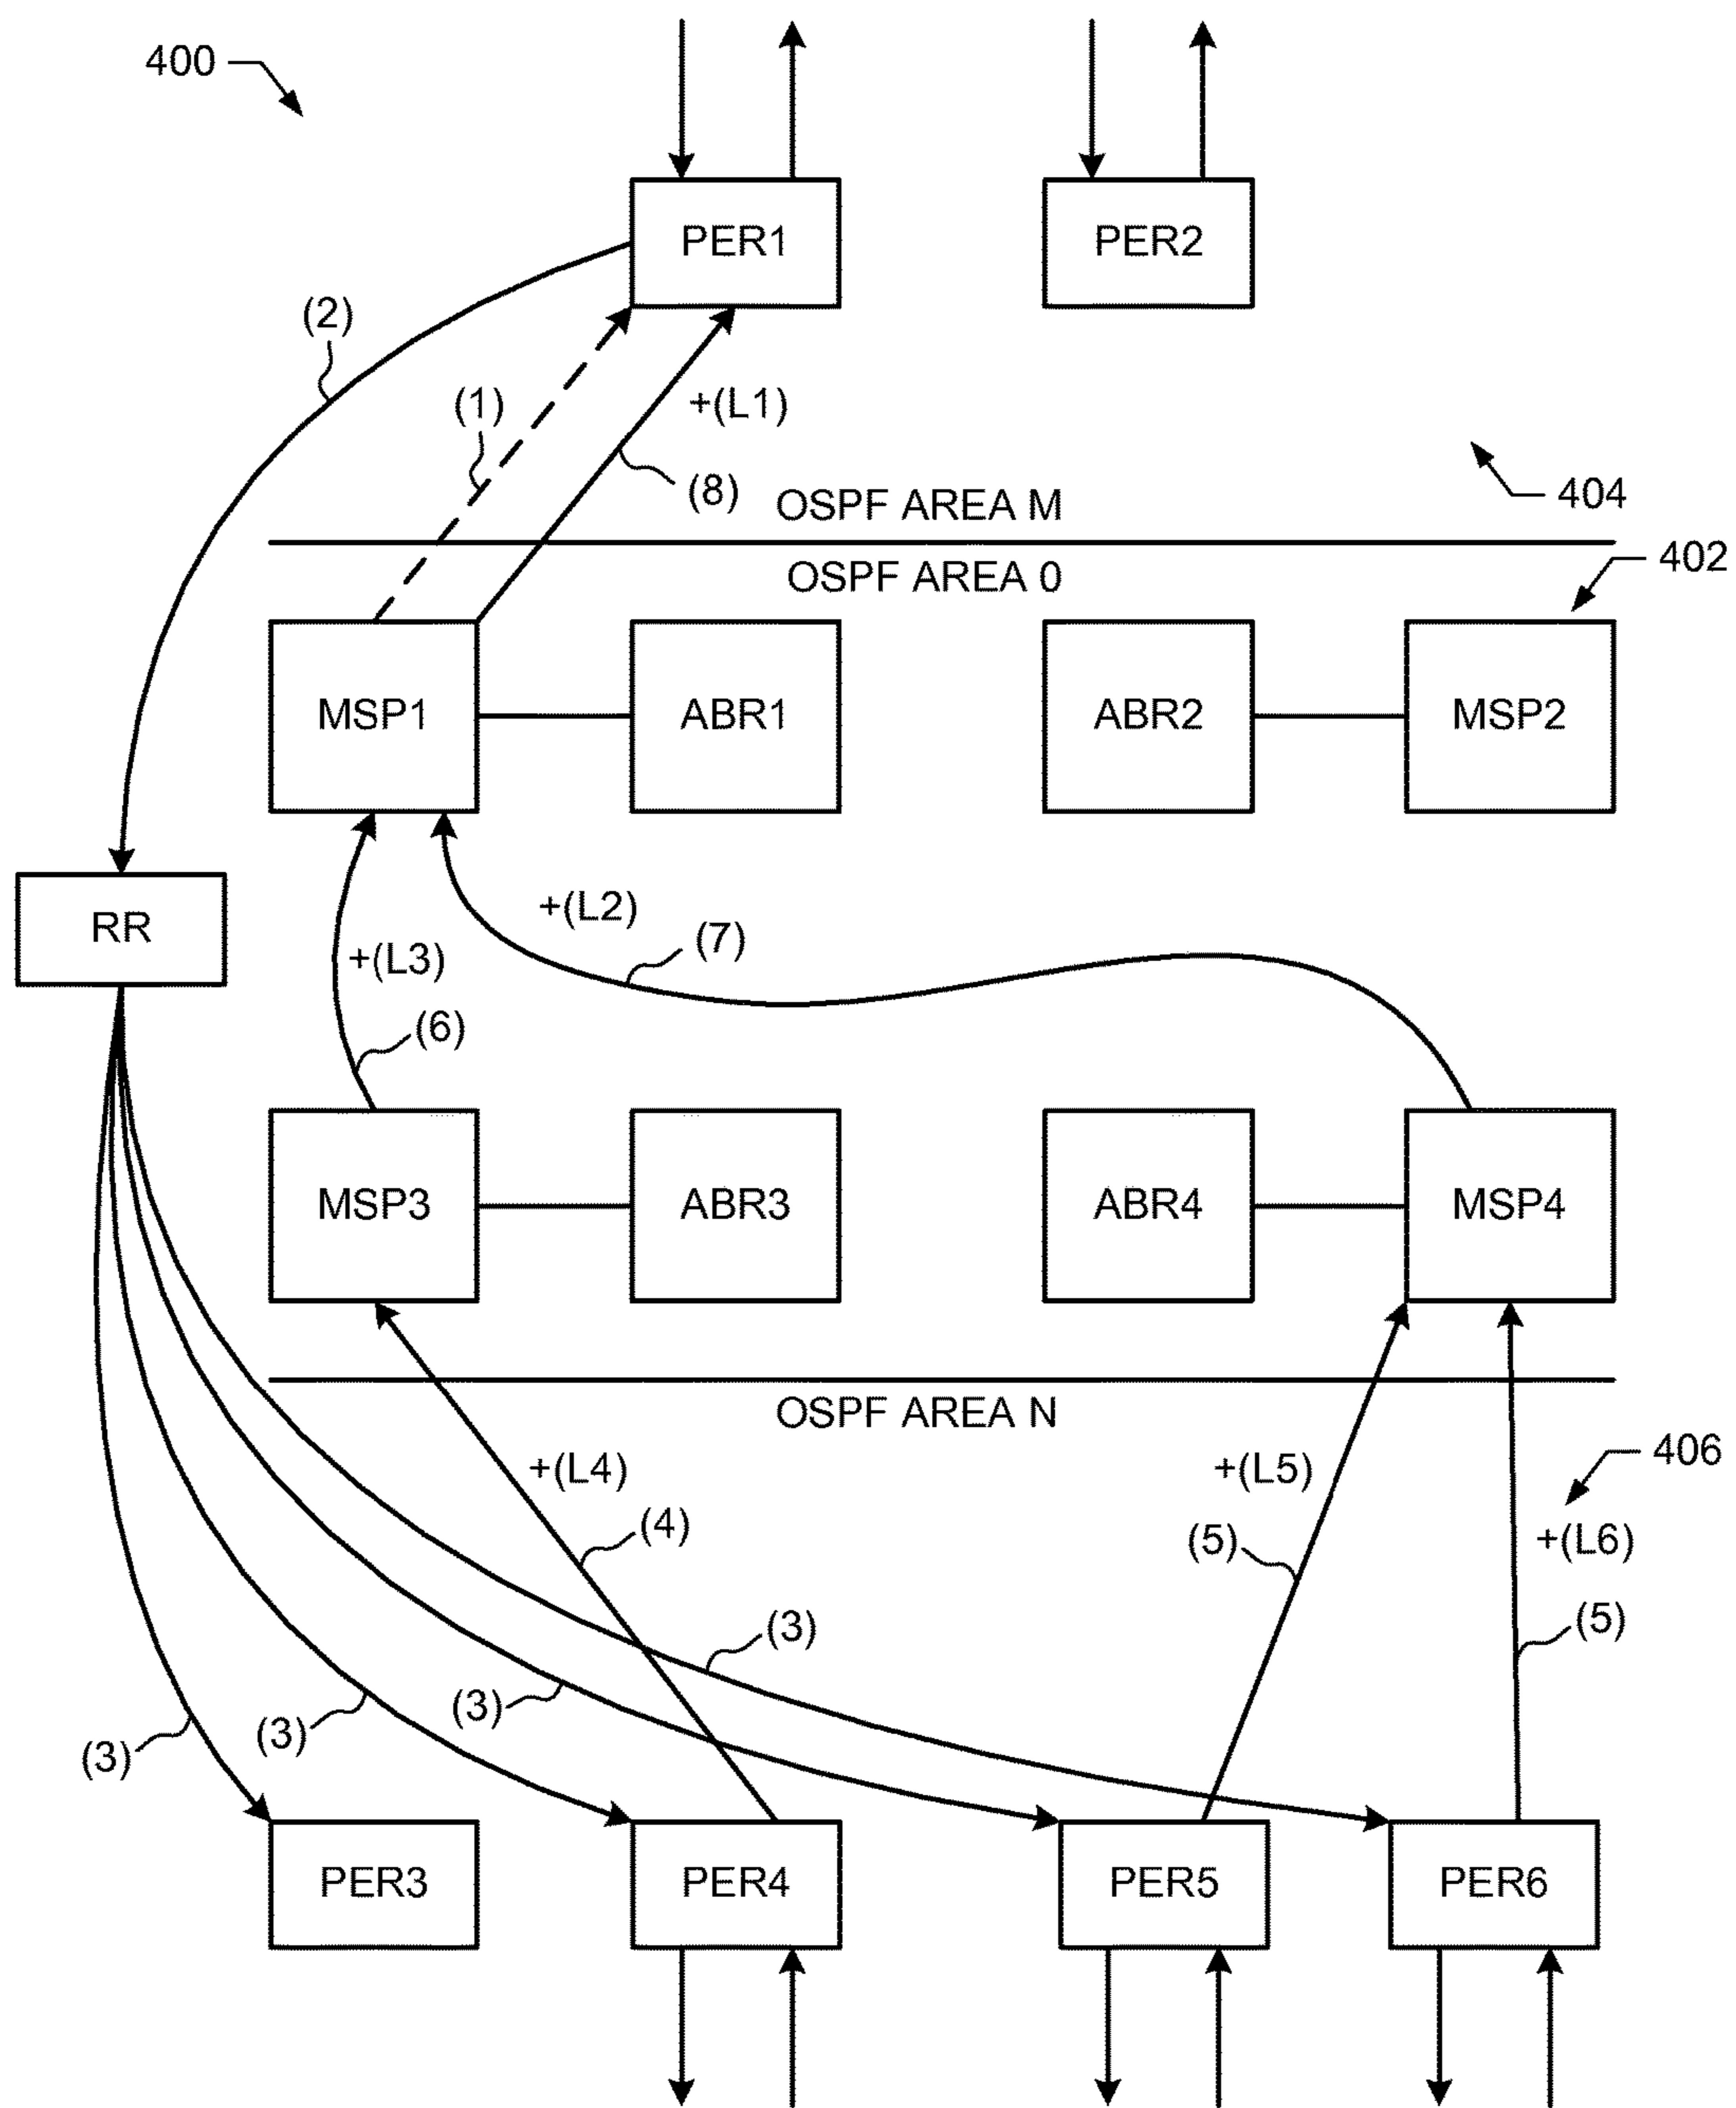 400
PER1
PER2
(2)
(1)
+(L1)
(8)
OSPF AREA M
404
OSPF AREA 0
402
MSP1
ABR1
ABR2
MSP2
RR
+(L3)
+(L2)
(7)
(6)
MSP3
ABR3
ABR4
MSP4
OSPF AREA N
+(L4)
(4)
+(L5)
(5)
406
+(L6)
(5)
(3)
(3)
(3)
(3)
PER3
PER4
PER5
PER6